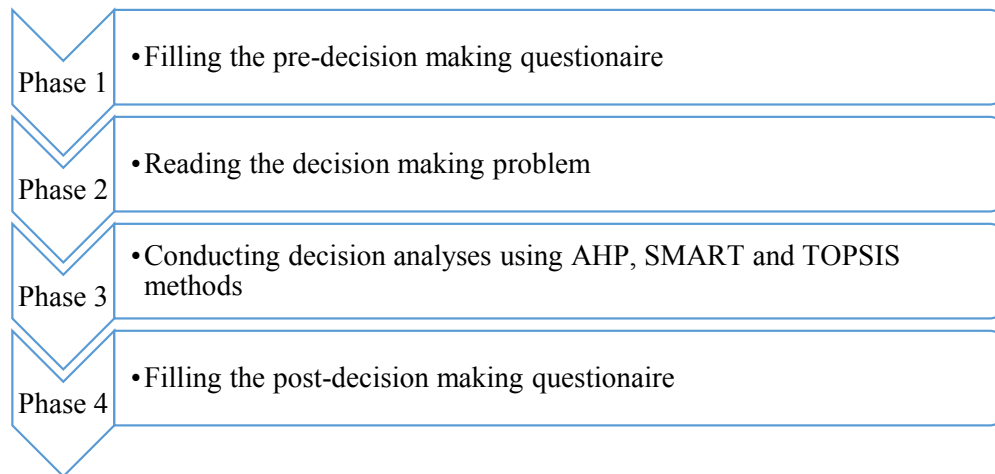 Phase 1
•Filling the pre-decision making questionaire
Phase 2
•Reading the decision making problem
Phase 3
•Conducting decision analyses using AHP, SMART and TOPSIS
methods
Phase 4
•Filling the post-decision making questionaire